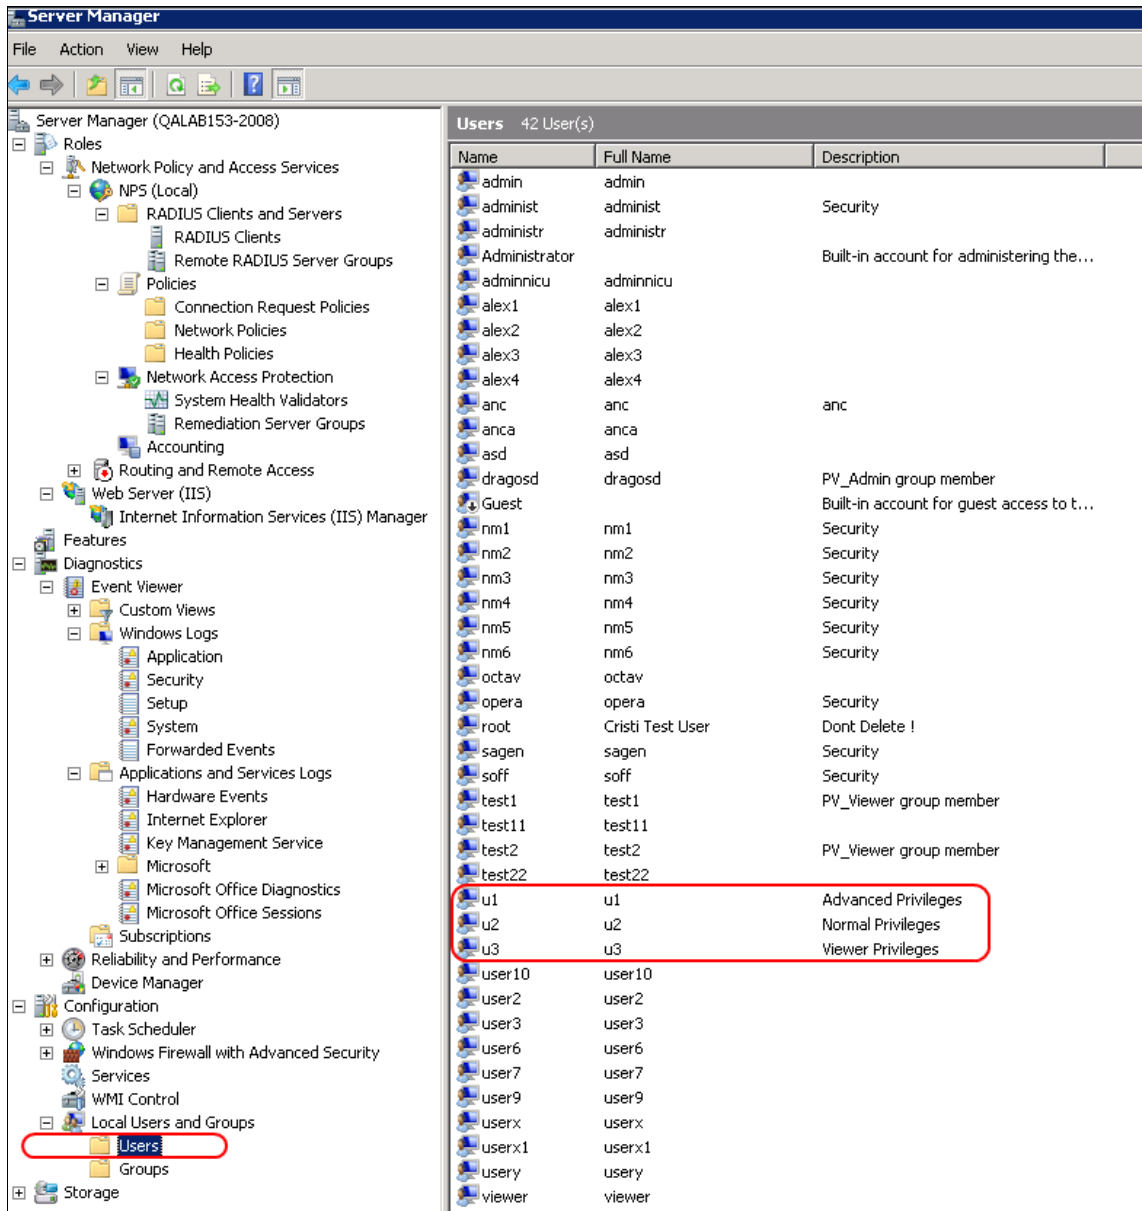 Server Manager
File Action View Help
Server Manager (QALAB153-2008)
Roles
Network Policy and Access Services
NPS (Local)
RADIUS Clients and Servers
RADIUS Clients
Remote RADIUS Server Groups
Policies
Connection Request Policies
Network Policies
Health Policies
Network Access Protection
System Health Validators
Remediation Server Groups
Accounting
Routing and Remote Access
Web Server (IIS)
Internet Information Services (IIS) Manager
Features
Diagnostics
Event Viewer
Custom Views
Windows Logs
Application
Security
Setup
System
Forwarded Events
Applications and Services Logs
Hardware Events
Internet Explorer
Key Management Service
Microsoft
Microsoft Office Diagnostics
Microsoft Office Sessions
Subscriptions
Reliability and Performance
Device Manager
Configuration
Task Scheduler
Windows Firewall with Advanced Security
Services
WMI Control
Local Users and Groups
Users
Groups
Storage
Users 42 User(s)
Name Full Name Description
admin admin
administ administ Security
administr administr
Administrator Built-in account for administering the...
adminnicu adminnicu
alex1 alex1
alex2 alex2
alex3 alex3
alex4 alex4
anc anc anc
anca anca
asd asd
dragosd dragosd PV_Admin group member
Guest Built-in account for guest access to t...
nm1 nm1 Security
nm2 nm2 Security
nm3 nm3 Security
nm4 nm4 Security
nm5 nm5 Security
nm6 nm6 Security
octav octav
opera opera Security
root Cristi Test User Dont Delete !
sagen sagen Security
soff soff Security
test1 test1 PV_Viewer group member
test11 test11
test2 test2 PV_Viewer group member
test22 test22
u1 u1 Advanced Privileges
u2 u2 Normal Privileges
u3 u3 Viewer Privileges
user10 user10
user2 user2
user3 user3
user6 user6
user7 user7
user9 user9
userx userx
userx1 userx1
usery usery
viewer viewer